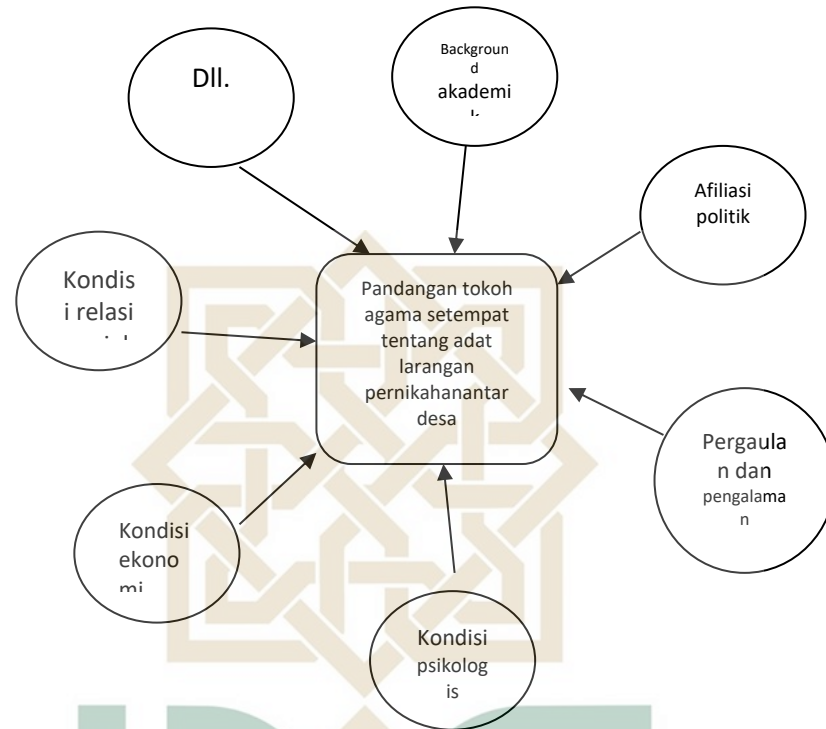 Dll.
Backgroun
d
akademi
Afiliasi
politik
Kondis
i relasi
Pandangan tokoh
agama setempat
tentang adat
larangan
pernikahanantar
desa
Pergaula
n dan
pengalama
n
Kondisi
ekono
mi
Kondisi
psikolog
is